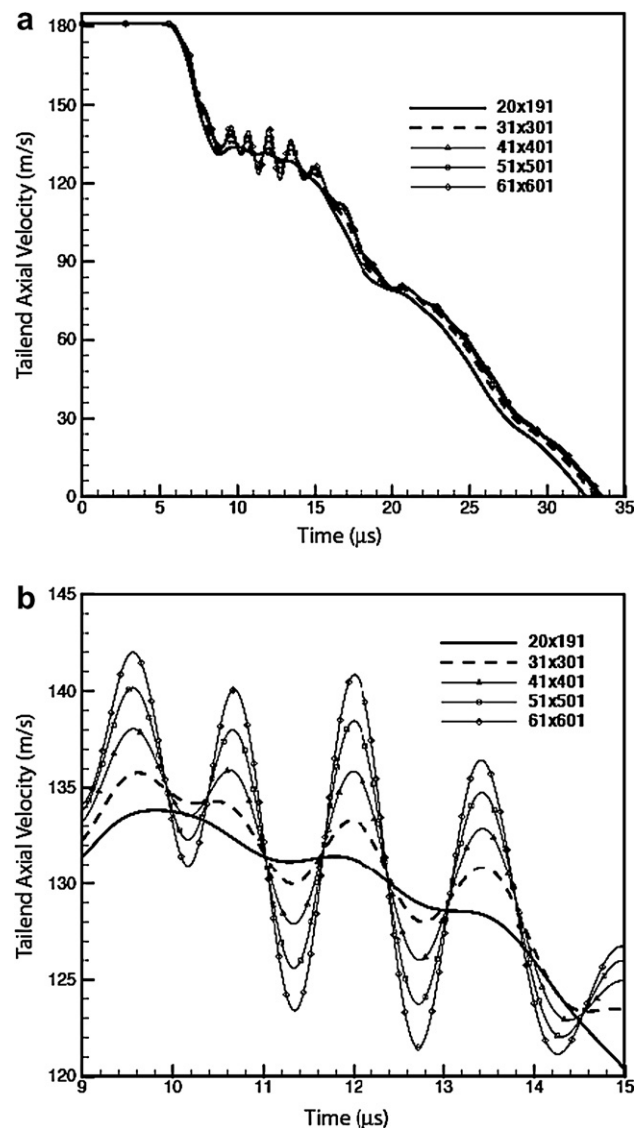 a
180
150
120
90
60
30
0
Tailend Axial Velocity (m/s)
20x191
31x301
41x401
51x501
61x601
0 5 10 15 20 25 30 35
Time (µs)
b
145
140
135
130
125
120
Tailend Axial Velocity (m/s)
20x191
31x301
41x401
51x501
61x601
9 10 11 12 13 14 15
Time (µs)